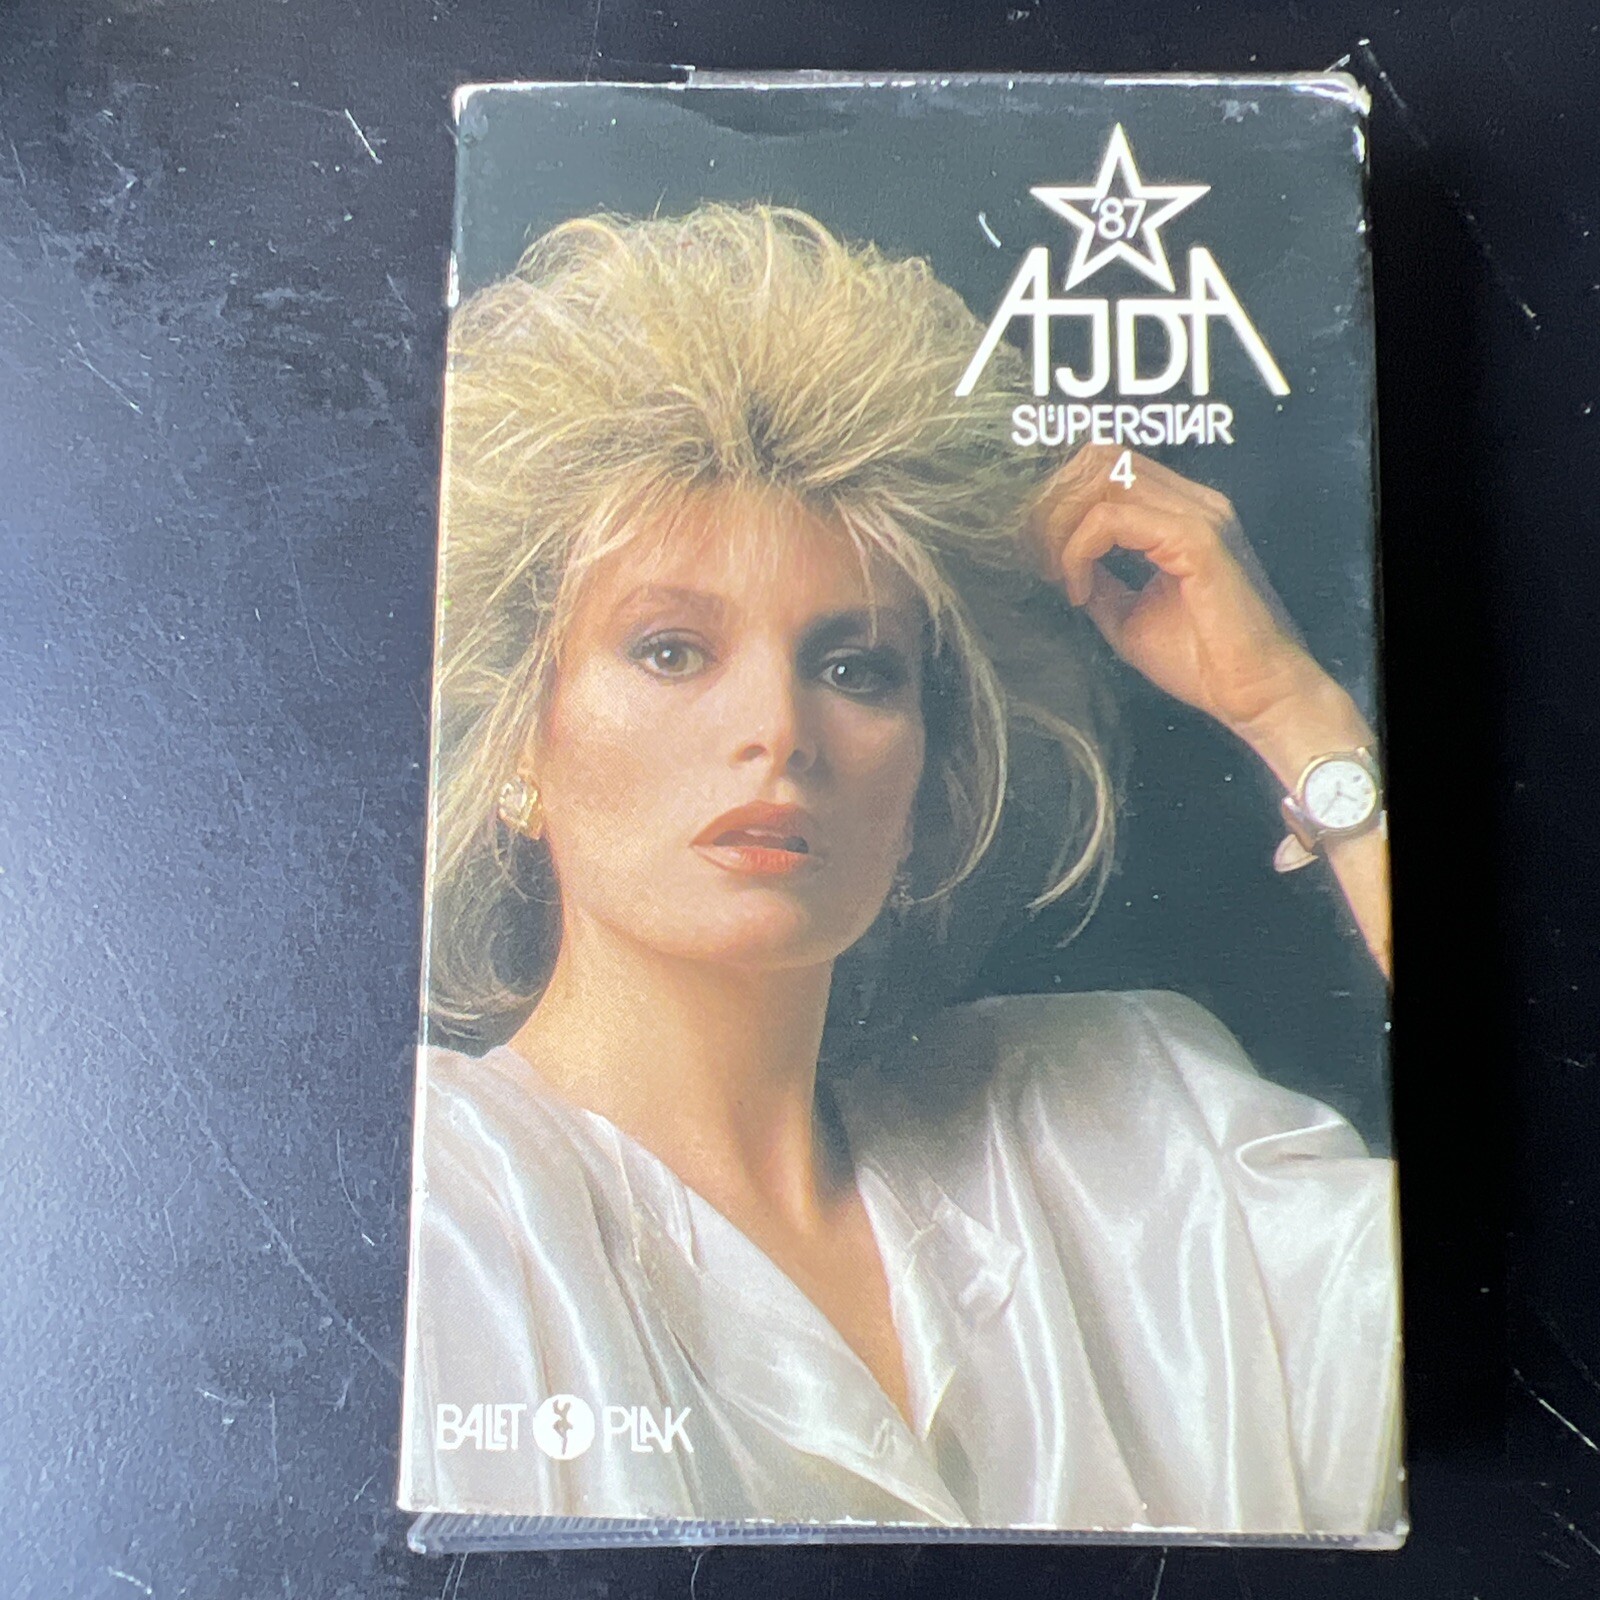 '87
AJDA
SÜPERSTAR
4
BALET PLAK